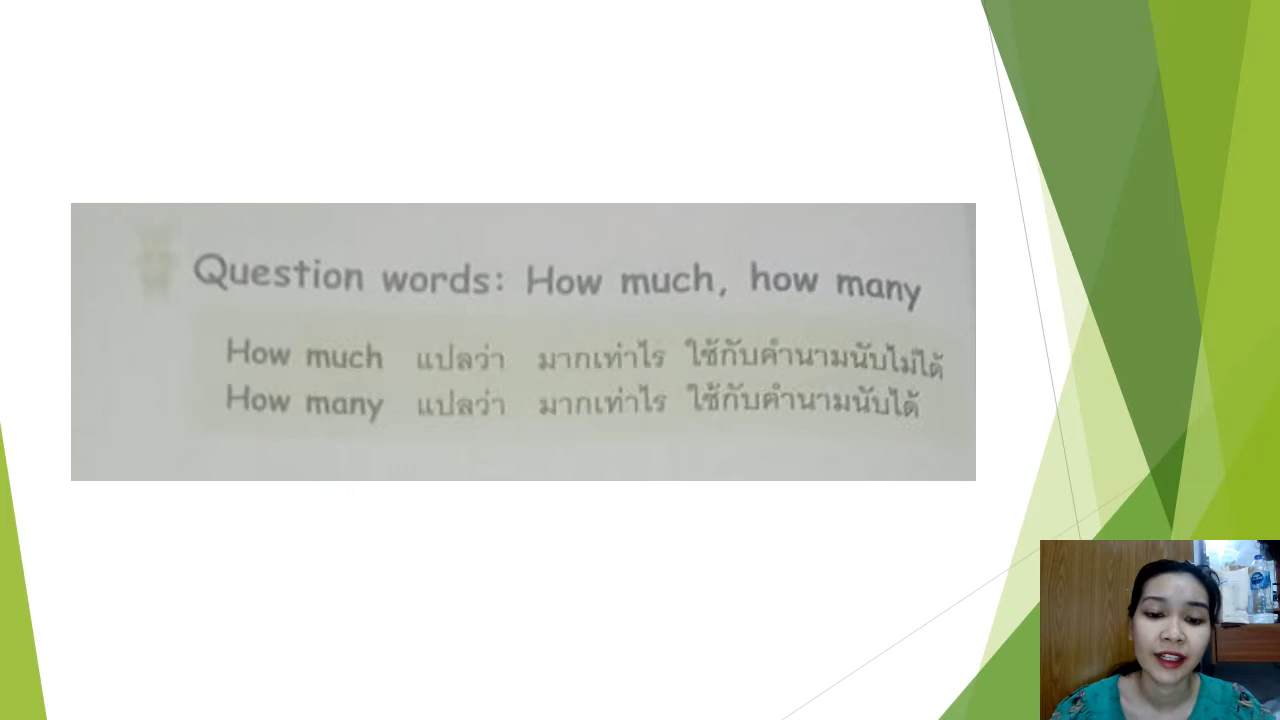 Question words: How much, how many
How much แปลว่า มากเท่าไร ใช้กับคำนามนับไม่ได้
How many แปลว่า มากเท่าไร ใช้กับคำนามนับได้